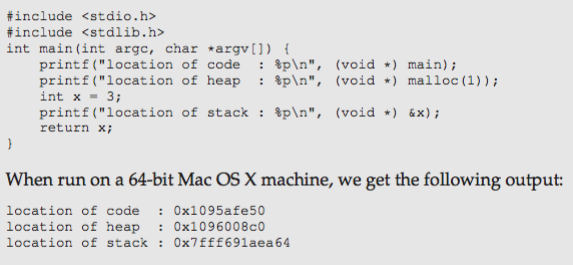 #include <stdio.h>
#include <stdlib.h>
int main(int argc, char *argv[]) {
    printf("location of code  : %p\n", (void *) main);
    printf("location of heap  : %p\n", (void *) malloc(1));
    int x = 3;
    printf("location of stack : %p\n", (void *) &x);
    return x;
}
When run on a 64-bit Mac OS X machine, we get the following output:
location of code  : 0x1095afe50
location of heap  : 0x1096008c0
location of stack : 0x7fff691aea64